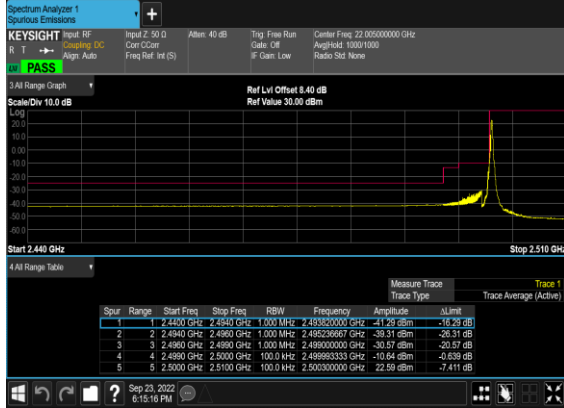 Spectrum Analyzer 1
Spurious Emissions
KEYSIGHT Input: RF Input Z: 50 Ω Atten: 40 dB Trig: Free Run Center Freq: 22.005000000 GHz
R T Coupling: DC Corr CCorr Gate: Off Avg|Hold: 1000/1000
Align: Auto Freq Ref: Int (S) IF Gain: Low Radio Std: None
PASS
3 All Range Graph
Ref Lvl Offset 8.40 dB
Scale/Div 10.0 dB Ref Value 30.00 dBm
Log
20.0
10.0
0.00
-10.0
-20.0
-30.0
-40.0
-50.0
-60.0
Start 2.440 GHz Stop 2.510 GHz
4 All Range Table
Measure Trace Trace 1
Trace Type Trace Average (Active)
Spur Range Start Freq Stop Freq RBW Frequency Amplitude ΔLimit
1 1 2.4400 GHz 2.4940 GHz 1.000 MHz 2.493820000 GHz -41.29 dBm -16.29 dB
2 2 2.4940 GHz 2.4960 GHz 1.000 MHz 2.495236667 GHz -39.31 dBm -26.31 dB
3 3 2.4960 GHz 2.4990 GHz 1.000 MHz 2.499000000 GHz -30.57 dBm -20.57 dB
4 4 2.4990 GHz 2.5000 GHz 100.0 kHz 2.499993333 GHz -10.64 dBm -0.639 dB
5 5 2.5000 GHz 2.5100 GHz 100.0 kHz 2.500300000 GHz 22.59 dBm -7.411 dB
Sep 23, 2022
6:15:16 PM